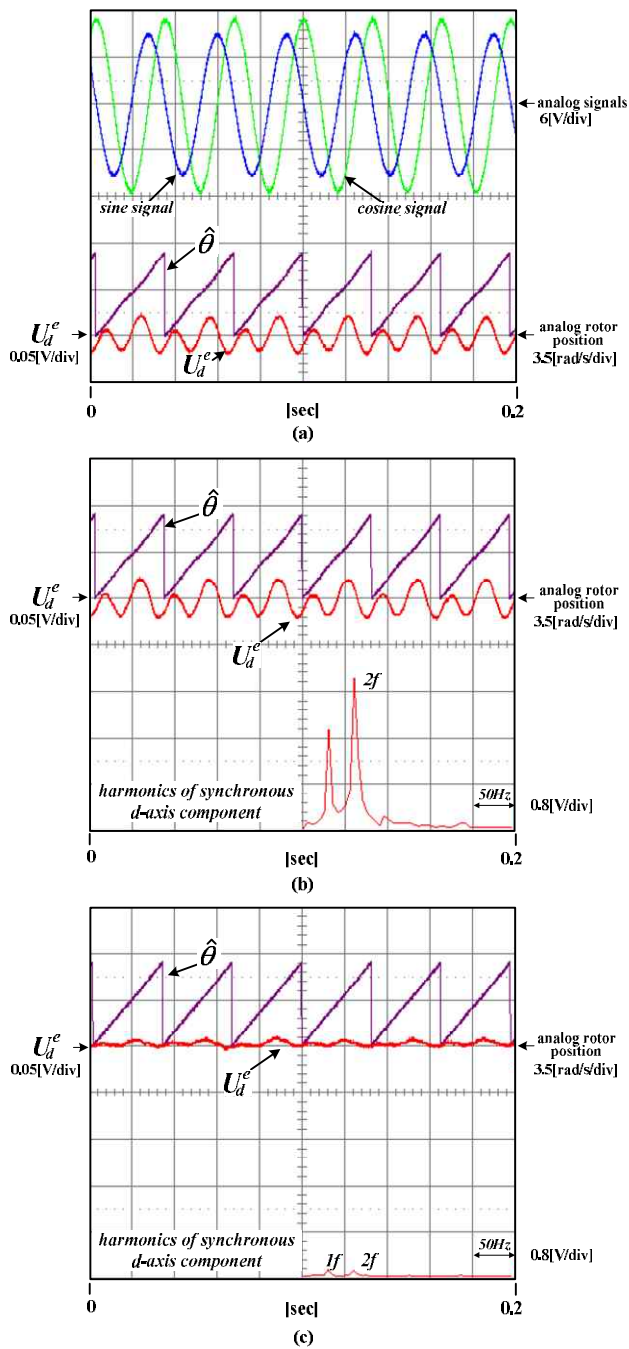 analog signals
6[V/div]
sine signal
cosine signal
θ̂
U_d^e
0.05[V/div]
U_d^e
analog rotor
position
3.5[rad/s/div]
0
[sec]
0.2
(a)
θ̂
U_d^e
0.05[V/div]
U_d^e
analog rotor
position
3.5[rad/s/div]
2f
harmonics of synchronous
d-axis component
50Hz
0.8[V/div]
0
[sec]
0.2
(b)
θ̂
U_d^e
0.05[V/div]
U_d^e
analog rotor
position
3.5[rad/s/div]
harmonics of synchronous
d-axis component
1f
2f
50Hz
0.8[V/div]
0
[sec]
0.2
(c)